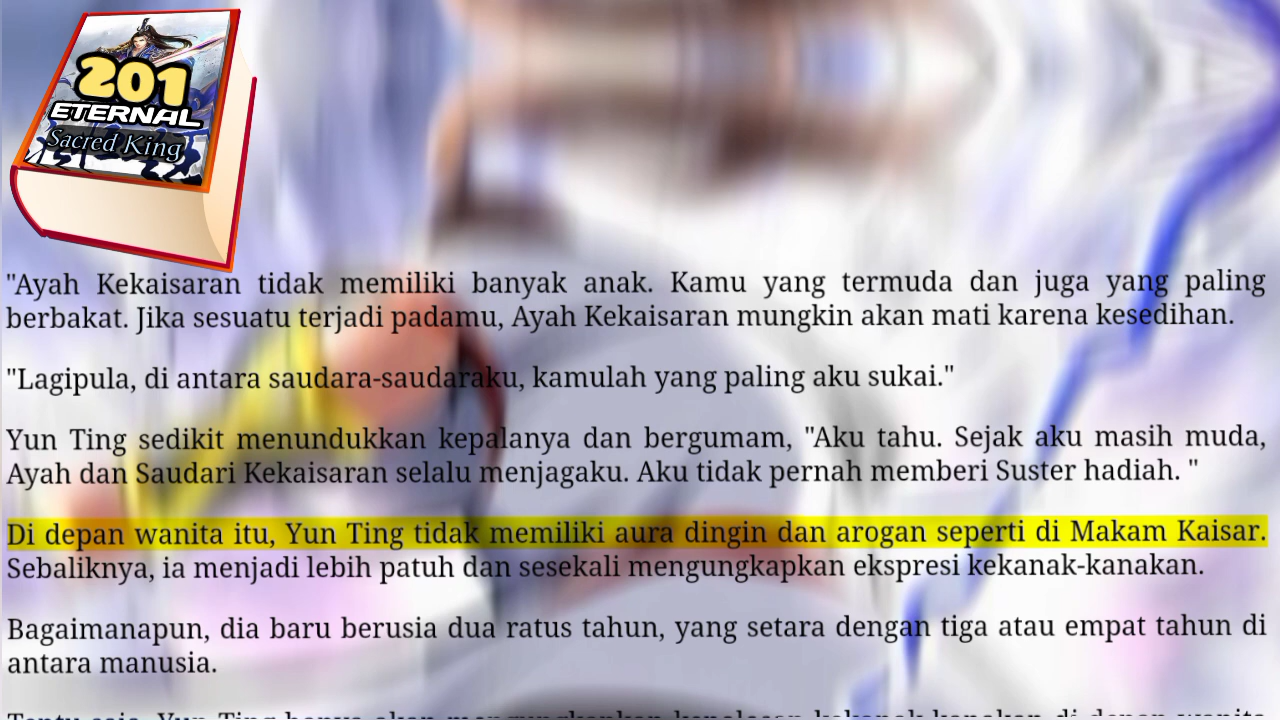 201
ETERNAL
Sacred King
"Ayah Kekaisaran tidak memiliki banyak anak. Kamu yang termuda dan juga yang paling
berbakat. Jika sesuatu terjadi padamu, Ayah Kekaisaran mungkin akan mati karena kesedihan.
"Lagipula, di antara saudara-saudaraku, kamulah yang paling aku sukai."
Yun Ting sedikit menundukkan kepalanya dan bergumam, "Aku tahu. Sejak aku masih muda,
Ayah dan Saudari Kekaisaran selalu menjagaku. Aku tidak pernah memberi Suster hadiah. "
Di depan wanita itu, Yun Ting tidak memiliki aura dingin dan arogan seperti di Makam Kaisar.
Sebaliknya, ia menjadi lebih patuh dan sesekali mengungkapkan ekspresi kekanak-kanakan.
Bagaimanapun, dia baru berusia dua ratus tahun, yang setara dengan tiga atau empat tahun di
antara manusia.